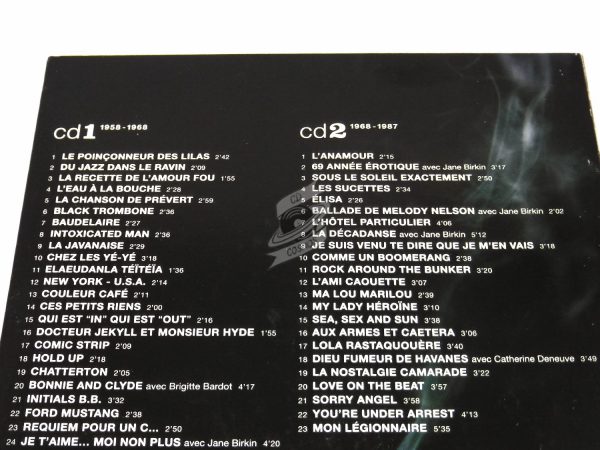 cd1 1958-1968
1 LE POINÇONNEUR DES LILAS 2'42
2 DU JAZZ DANS LE RAVIN 2'09
3 LA RECETTE DE L'AMOUR FOU 1'55
4 L'EAU À LA BOUCHE 2'28
5 LA CHANSON DE PRÉVERT 2'59
6 BLACK TROMBONE 2'36
7 BAUDELAIRE 2'27
8 INTOXICATED MAN 2'36
9 LA JAVANAISE 2'29
10 CHEZ LES YÉ-YÉ 3'18
11 ELAEUDANLA TÉÏTÉÏA 1'36
12 NEW YORK - U.S.A. 2'14
13 COULEUR CAFÉ 2'11
14 CES PETITS RIENS 2'00
15 QUI EST “IN” QUI EST “OUT” 2'16
16 DOCTEUR JEKYLL ET MONSIEUR HYDE 1'55
17 COMIC STRIP 2'09
18 HOLD UP 2'18
19 CHATTERTON 2'05
20 BONNIE AND CLYDE avec Brigitte Bardot 4'17
21 INITIALS B.B. 3'32
22 FORD MUSTANG 2'38
23 REQUIEM POUR UN C... 2'50
24 JE T'AIME... MOI NON PLUS avec Jane Birkin 4'20
cd2 1968-1987
1 L'ANAMOUR 2'15
2 69 ANNÉE ÉROTIQUE avec Jane Birkin 3'17
3 SOUS LE SOLEIL EXACTEMENT 2'50
4 LES SUCETTES 2'34
5 ÉLISA 2'26
6 BALLADE DE MELODY NELSON avec Jane Birkin 2'02
7 L'HÔTEL PARTICULIER 4'06
8 LA DÉCADANSE avec Jane Birkin 5'12
9 JE SUIS VENU TE DIRE QUE JE M'EN VAIS 3'18
10 COMME UN BOOMERANG 2'38
11 ROCK AROUND THE BUNKER 3'20
12 L'AMI CAOUETTE 3'07
13 MA LOU MARILOU 2'39
14 MY LADY HÉROÏNE 3'10
15 SEA, SEX AND SUN 3'38
16 AUX ARMES ET CAETERA 3'06
17 LOLA RASTAQUOUÈRE 3'40
18 DIEU FUMEUR DE HAVANES avec Catherine Deneuve 3'49
19 LA NOSTALGIE CAMARADE 3'22
20 LOVE ON THE BEAT 3'57
21 SORRY ANGEL 3'58
22 YOU'RE UNDER ARREST 4'13
23 MON LÉGIONNAIRE 5'35